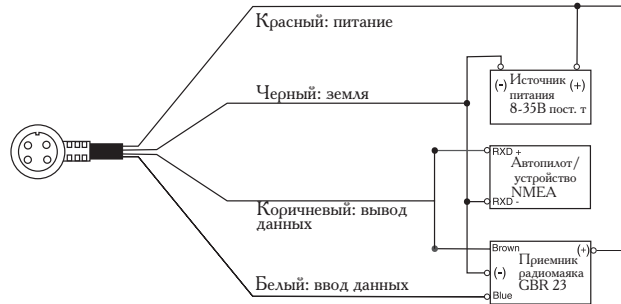 Красный: питание
Черный: земля
Коричневый: вывод
данных
Белый: ввод данных
(-) Источник (+)
питания
8-35В пост. т
RXD +
Автопилот/
устройство
NMEA
RXD -
Brown
(+)
Приемник
радиомаяка
GBR 23
(-)
Blue